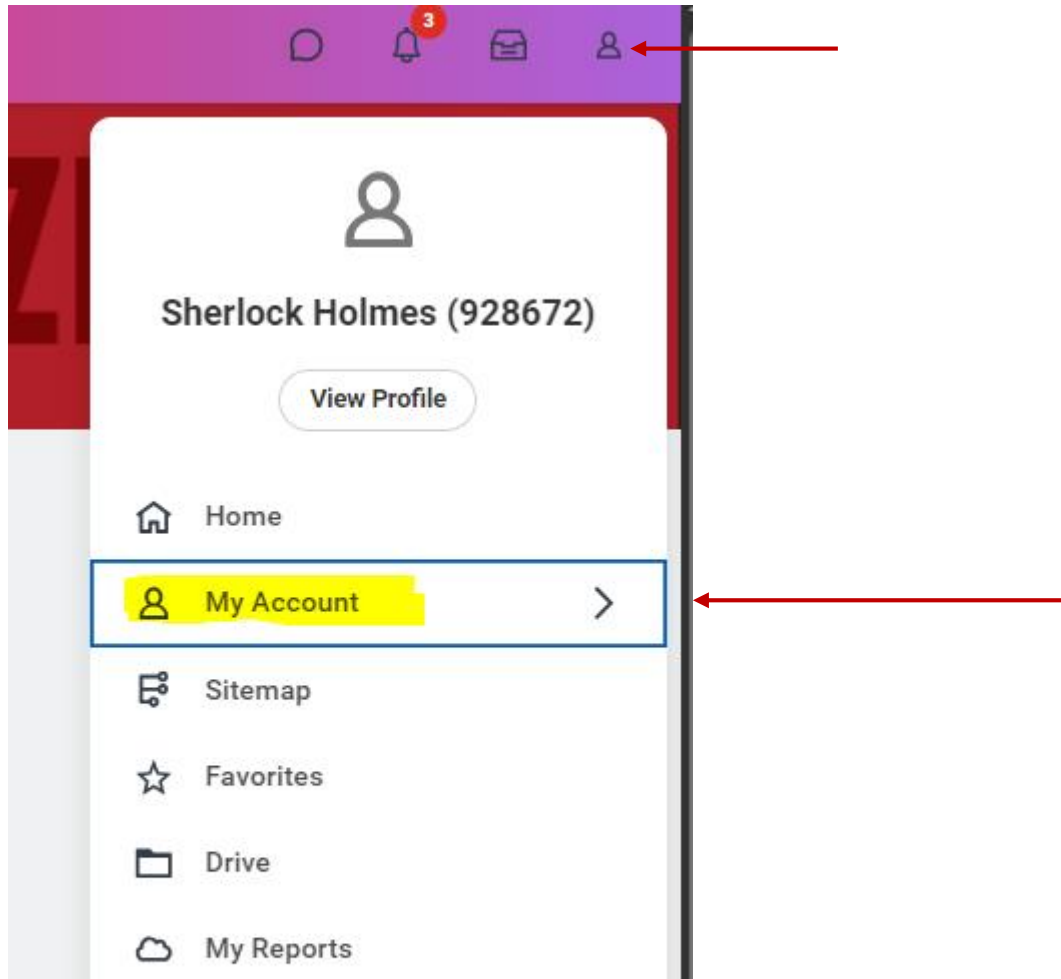 3
Sherlock Holmes (928672)
View Profile
Home
My Account
Sitemap
Favorites
Drive
My Reports